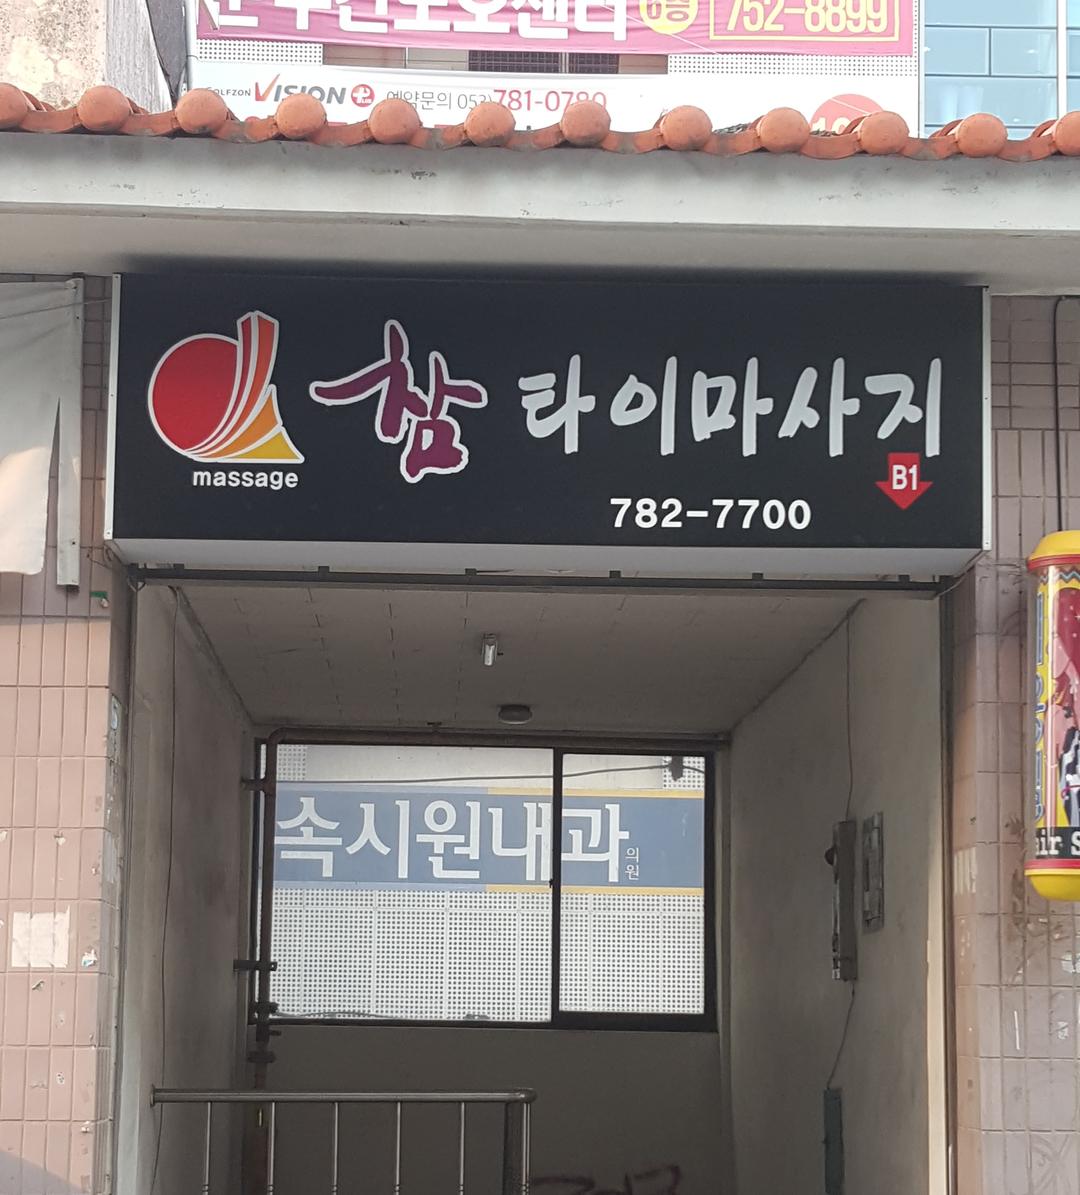 752-8899
GOLFZON VISION
예약문의 053)781-0780
참 타이마사지
massage
B1
782-7700
속시원내과
의원